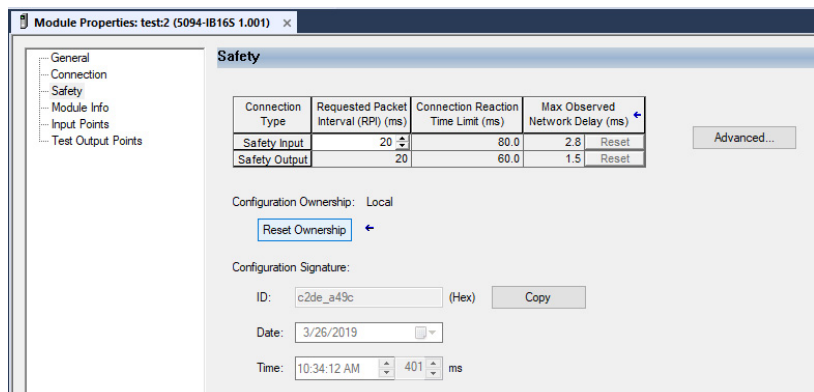 Module Properties: test:2 (5094-IB16S 1.001) ×
General
Connection
Safety
Module Info
Input Points
Test Output Points
Safety
Connection Type Requested Packet Interval (RPI) (ms) Connection Reaction Time Limit (ms) Max Observed Network Delay (ms)
Safety Input 20 80.0 2.8 Reset
Safety Output 20 60.0 1.5 Reset
Advanced...
Configuration Ownership: Local
Reset Ownership
Configuration Signature:
ID: c2de_a49c (Hex) Copy
Date: 3/26/2019
Time: 10:34:12 AM 401 ms